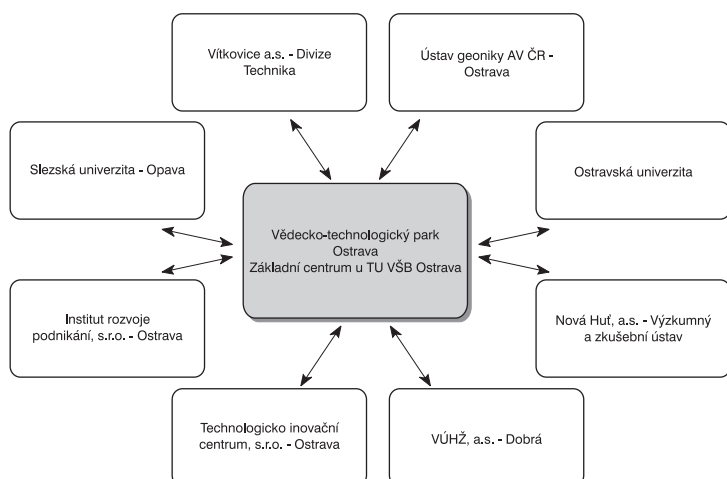 Vítkovice a.s. - Divize
Technika
Ústav geoniky AV ČR -
Ostrava
Slezská univerzita - Opava
Ostravská univerzita
Vědecko-technologický park
Ostrava
Základní centrum u TU VŠB Ostrava
Institut rozvoje
podnikání, s.r.o. - Ostrava
Nová Huť, a.s. - Výzkumný
a zkušební ústav
Technologicko inovační
centrum, s.r.o. - Ostrava
VÚHŽ, a.s. - Dobrá